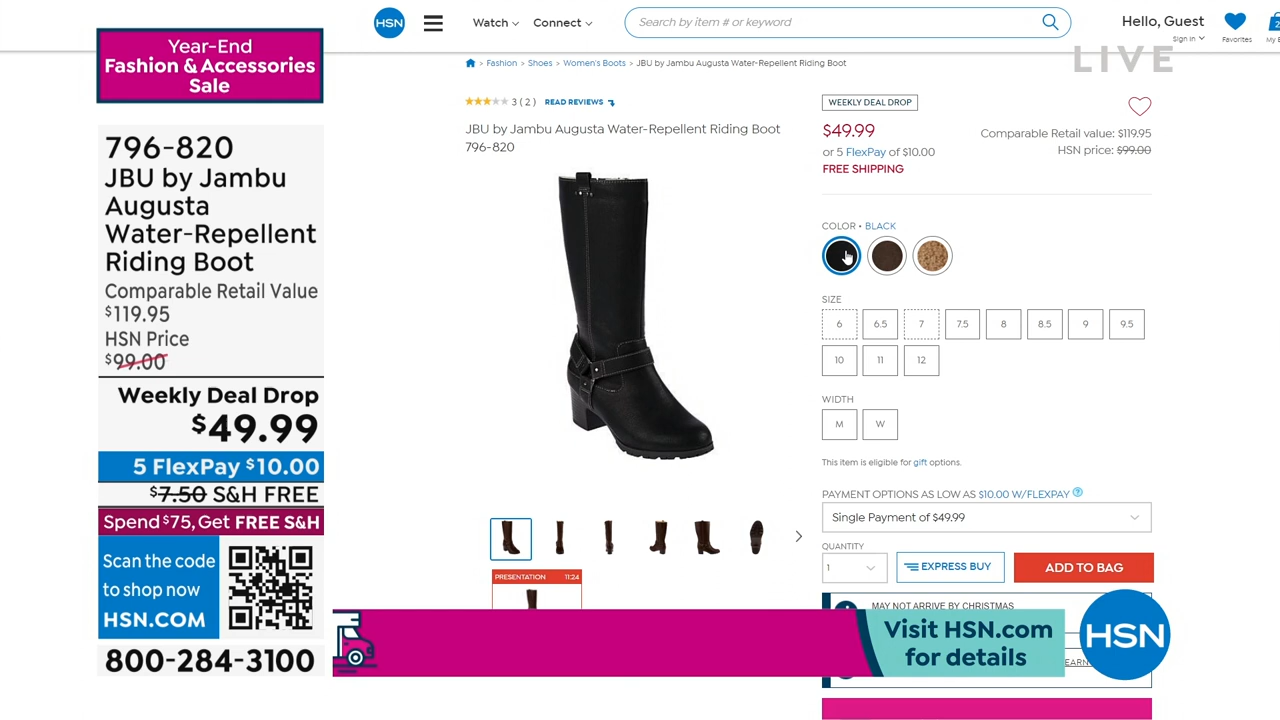 HSN
Watch
Connect
Search by item # or keyword
Hello, Guest
Sign In
Favorites
LIVE
Year-End
Fashion & Accessories
Sale
796-820
JBU by Jambu
Augusta
Water-Repellent
Riding Boot
Comparable Retail Value
$119.95
HSN Price
$99.00
Weekly Deal Drop
$49.99
5 FlexPay $10.00
$7.50 S&H FREE
Spend $75, Get FREE S&H
Scan the code
to shop now
HSN.COM
800-284-3100
> Fashion > Shoes > Women's Boots > JBU by Jambu Augusta Water-Repellent Riding Boot
3 ( 2 ) READ REVIEWS
JBU by Jambu Augusta Water-Repellent Riding Boot
796-820
PRESENTATION 11:24
WEEKLY DEAL DROP
$49.99
Comparable Retail value: $119.95
or 5 FlexPay of $10.00
HSN price: $99.00
FREE SHIPPING
COLOR • BLACK
SIZE
6 6.5 7 7.5 8 8.5 9 9.5
10 11 12
WIDTH
M W
This item is eligible for gift options.
PAYMENT OPTIONS AS LOW AS $10.00 W/FLEXPAY ?
Single Payment of $49.99
QUANTITY
1
EXPRESS BUY
ADD TO BAG
MAY NOT ARRIVE BY CHRISTMAS
Visit HSN.com
for details
HSN